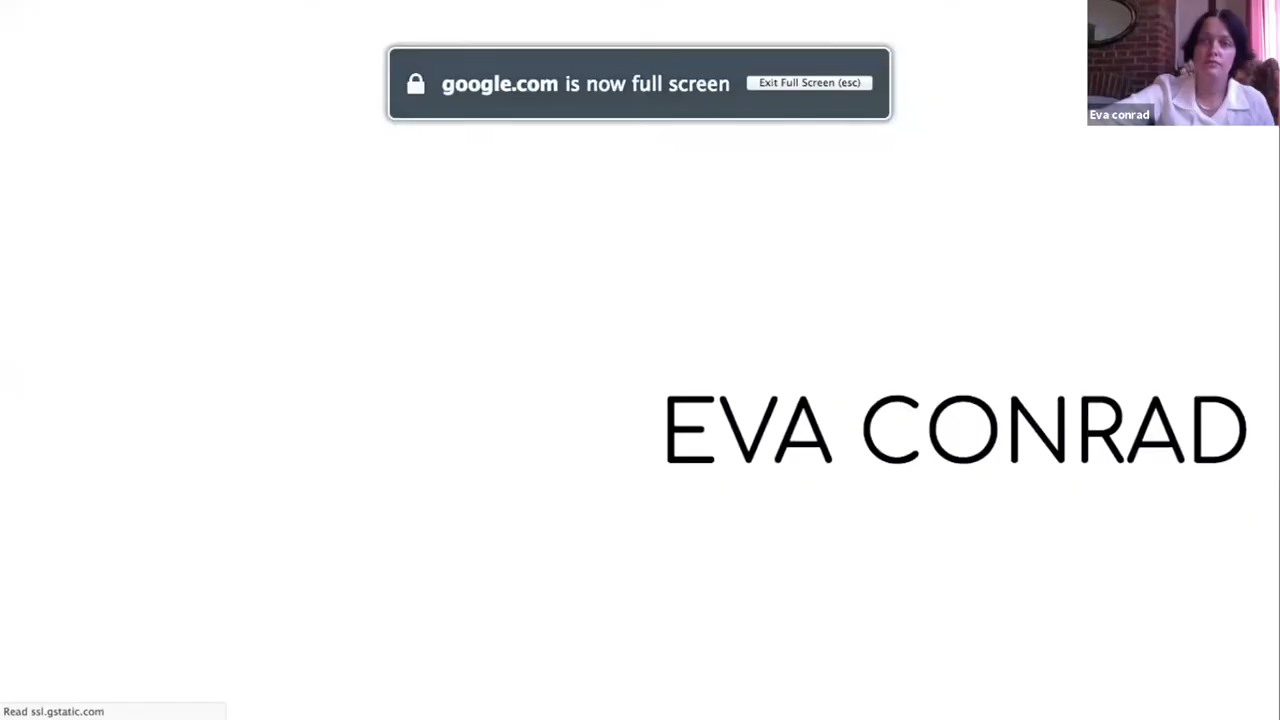 google.com is now full screen
Exit Full Screen (esc)
Eva conrad
EVA CONRAD
Read ssl.gstatic.com